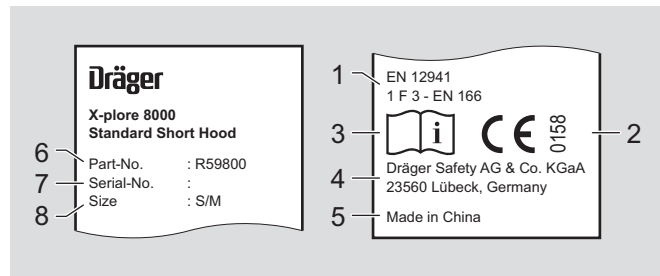 Dräger
X-plore 8000
Standard Short Hood
6 Part-No. : R59800
7 Serial-No. :
8 Size : S/M
1 EN 12941
1 F 3 - EN 166
3 i CE 0158 2
4 Dräger Safety AG & Co. KGaA
23560 Lübeck, Germany
5 Made in China